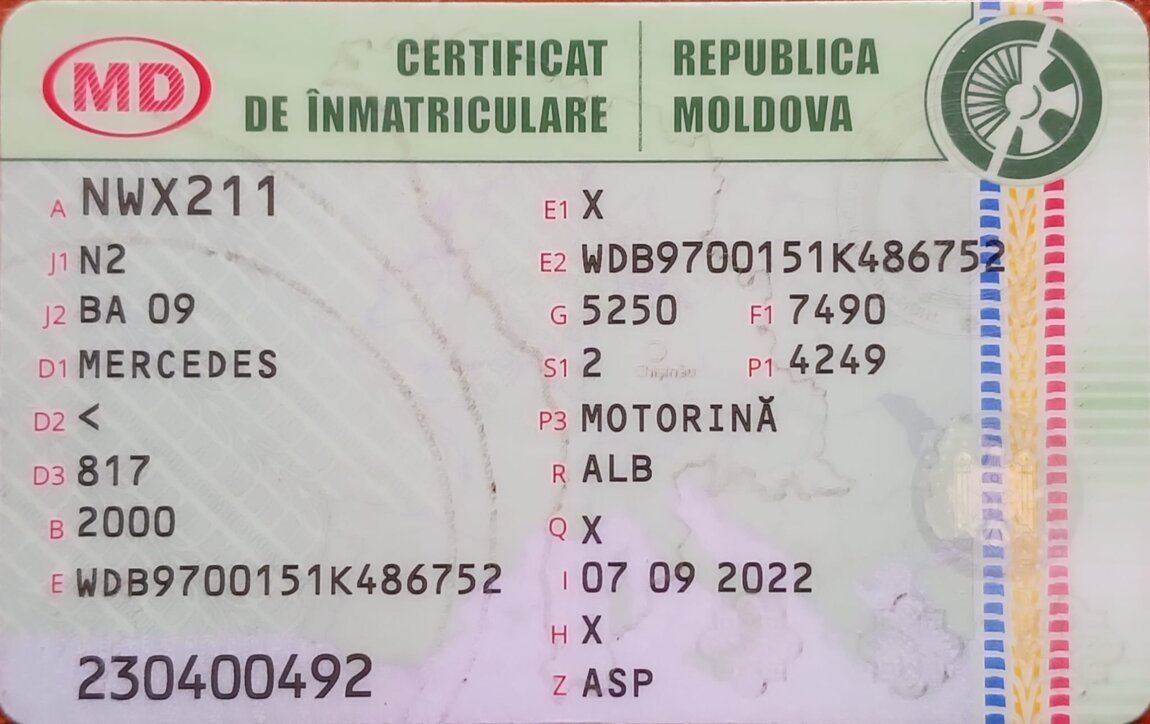 MD
CERTIFICAT
DE ÎNMATRICULARE
REPUBLICA
MOLDOVA
A NWX211
J1 N2
J2 BA 09
D1 MERCEDES
D2 <
D3 817
B 2000
E WDB9700151K486752
230400492
E1 X
E2 WDB9700151K486752
G 5250 F1 7490
S1 2 P1 4249
Chişinău
P3 MOTORINĂ
R ALB
Q X
I 07 09 2022
H X
Z ASP